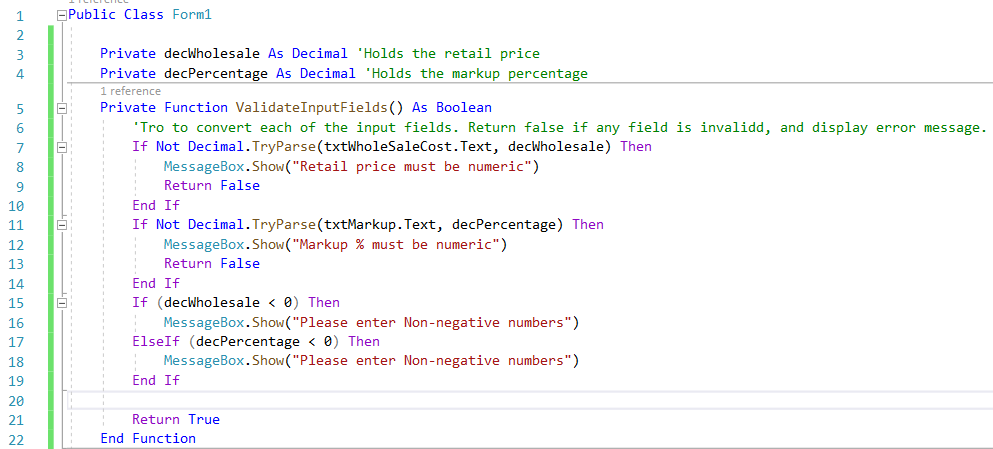 1 reference
1 Public Class Form1
2
3 Private decWholesale As Decimal 'Holds the retail price
4 Private decPercentage As Decimal 'Holds the markup percentage
1 reference
5 Private Function ValidateInputFields() As Boolean
6 'Tro to convert each of the input fields. Return false if any field is invalidd, and display error message.
7 If Not Decimal.TryParse(txtWholeSaleCost.Text, decWholesale) Then
8 MessageBox.Show("Retail price must be numeric")
9 Return False
10 End If
11 If Not Decimal.TryParse(txtMarkup.Text, decPercentage) Then
12 MessageBox.Show("Markup % must be numeric")
13 Return False
14 End If
15 If (decWholesale < 0) Then
16 MessageBox.Show("Please enter Non-negative numbers")
17 ElseIf (decPercentage < 0) Then
18 MessageBox.Show("Please enter Non-negative numbers")
19 End If
20
21 Return True
22 End Function